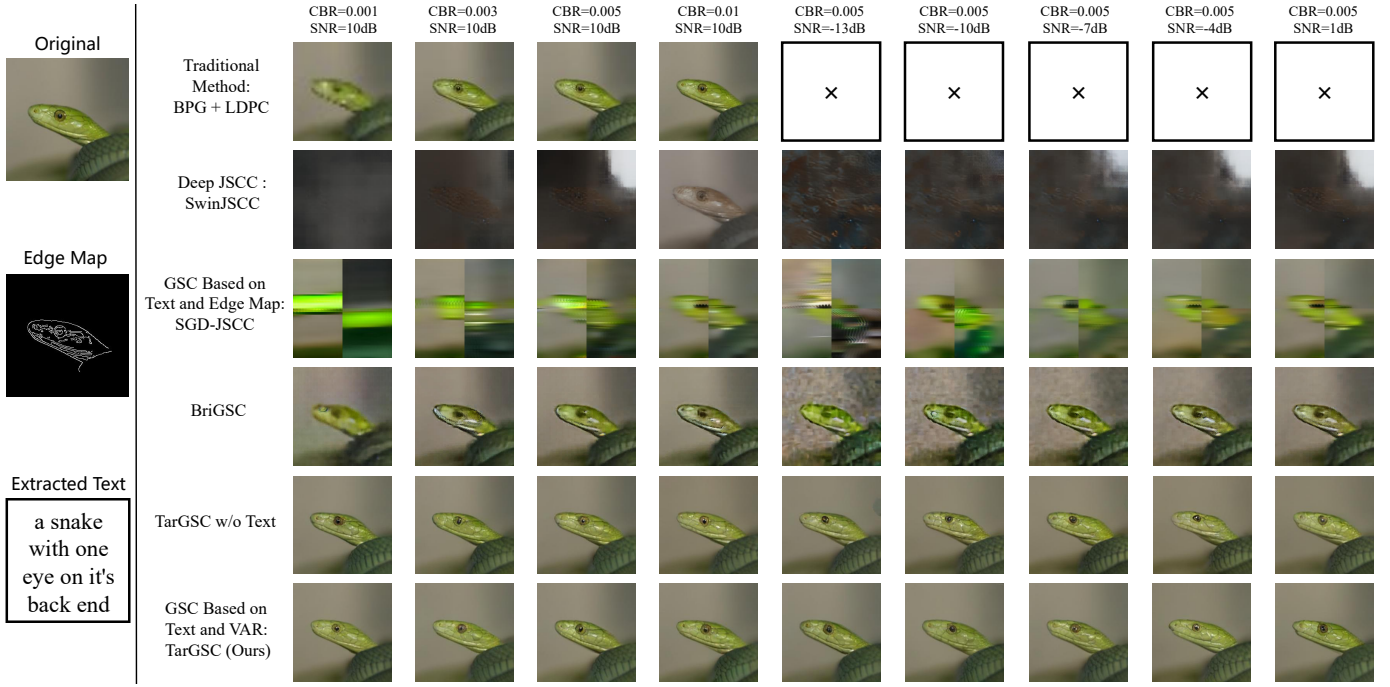 CBR=0.001 CBR=0.003 CBR=0.005 CBR=0.01 CBR=0.005 CBR=0.005 CBR=0.005 CBR=0.005 CBR=0.005
SNR=10dB SNR=10dB SNR=10dB SNR=10dB SNR=-13dB SNR=-10dB SNR=-7dB SNR=-4dB SNR=1dB
Original
Edge Map
Extracted Text
a snake
with one
eye on it's
back end
Traditional
Method:
BPG + LDPC
× × × × ×
Deep JSCC :
SwinJSCC
GSC Based on
Text and Edge Map:
SGD-JSCC
BriGSC
TarGSC w/o Text
GSC Based on
Text and VAR:
TarGSC (Ours)